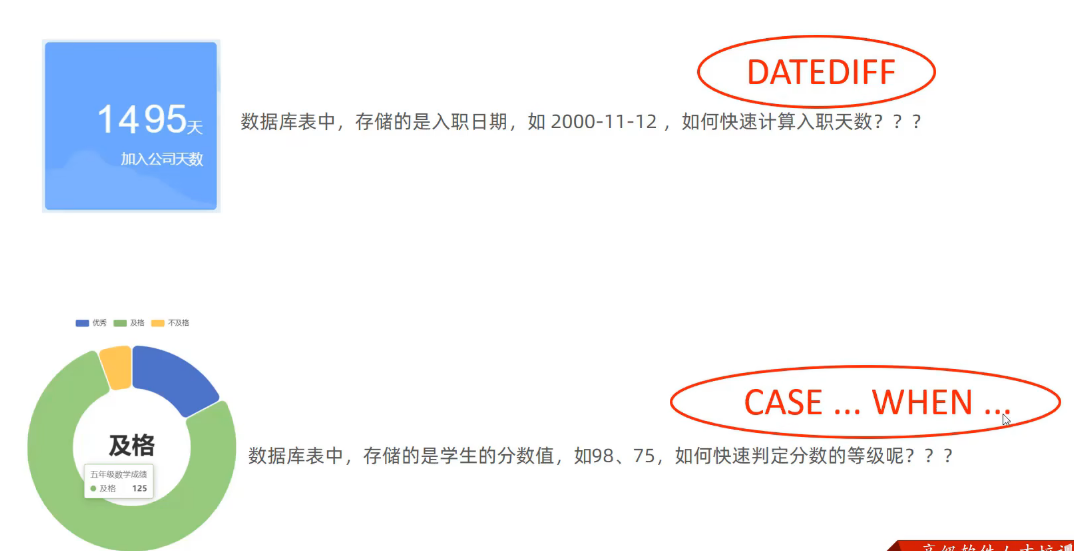 DATEDIFF
1495天
加入公司天数
数据库表中，存储的是入职日期，如 2000-11-12 ，如何快速计算入职天数？？？
优秀 及格 不及格
CASE ... WHEN ...
及格
五年级数学成绩
及格 125
数据库表中，存储的是学生的分数值，如98、75，如何快速判定分数的等级呢？？？